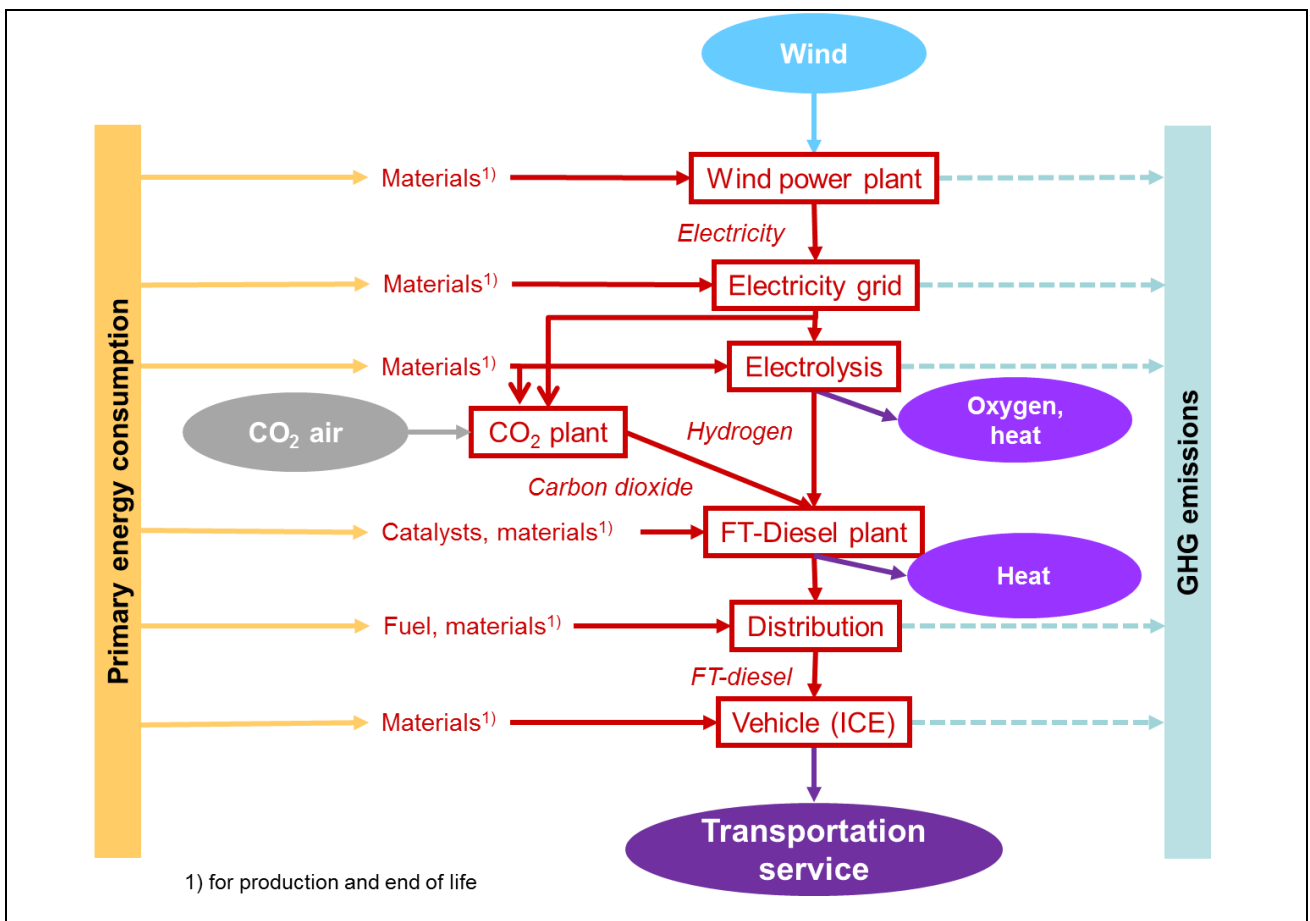 Wind
Materials1)
Wind power plant
Electricity
Materials1)
Electricity grid
Materials1)
Electrolysis
Oxygen,
heat
CO2 air
CO2 plant
Hydrogen
Carbon dioxide
Catalysts, materials1)
FT-Diesel plant
Heat
Fuel, materials1)
Distribution
FT-diesel
Materials1)
Vehicle (ICE)
Transportation
service
Primary energy consumption
GHG emissions
1) for production and end of life